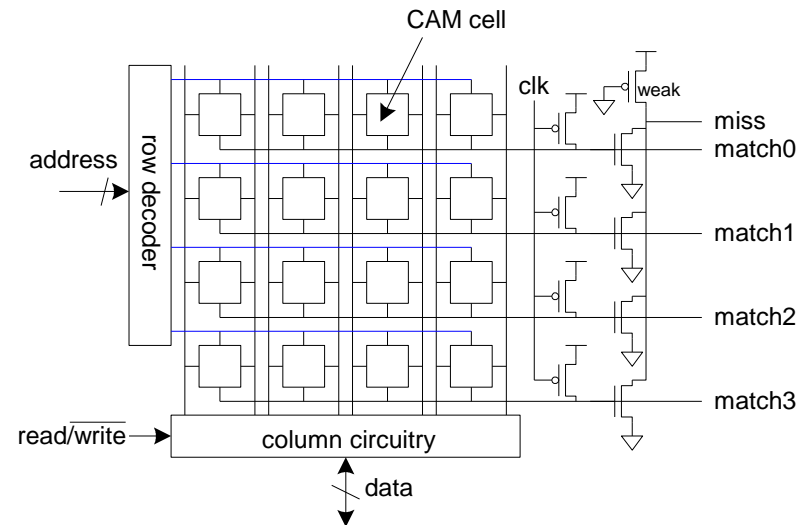 CAM cell
clk
weak
miss
match0
address
row decoder
match1
match2
match3
read/write
column circuitry
data